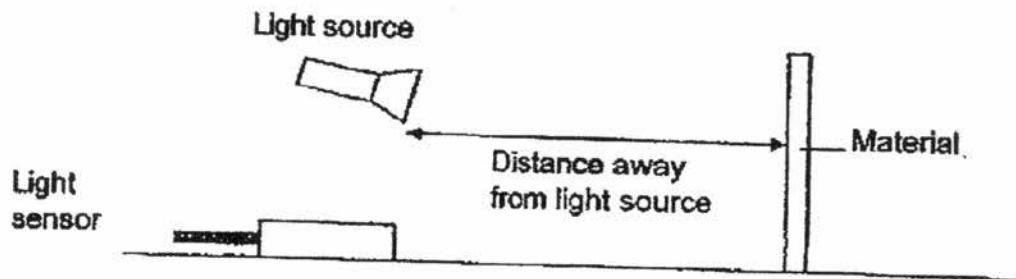 Light source
Material
Distance away
from light source
Light
sensor